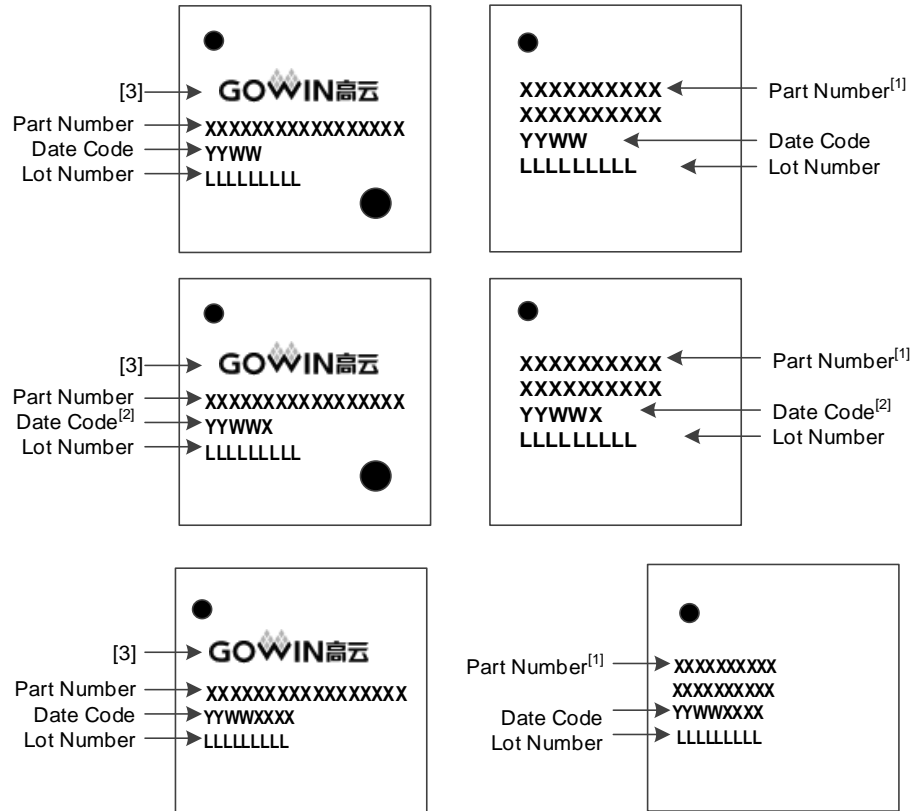 [3] GOWIN高云
Part Number XXXXXXXXXXXXXXXXX
Date Code YYWW
Lot Number LLLLLLLLL
XXXXXXXXXX Part Number[1]
XXXXXXXXXX
YYWW Date Code
LLLLLLLLL Lot Number
[3] GOWIN高云
Part Number XXXXXXXXXXXXXXXXX
Date Code[2] YYWWX
Lot Number LLLLLLLLL
XXXXXXXXXX Part Number[1]
XXXXXXXXXX
YYWWX Date Code[2]
LLLLLLLLL Lot Number
[3] GOWIN高云
Part Number XXXXXXXXXXXXXXXXX
Date Code YYWWXXXX
Lot Number LLLLLLLLL
Part Number[1] XXXXXXXXXX
XXXXXXXXXX
Date Code YYWWXXXX
Lot Number LLLLLLLLL